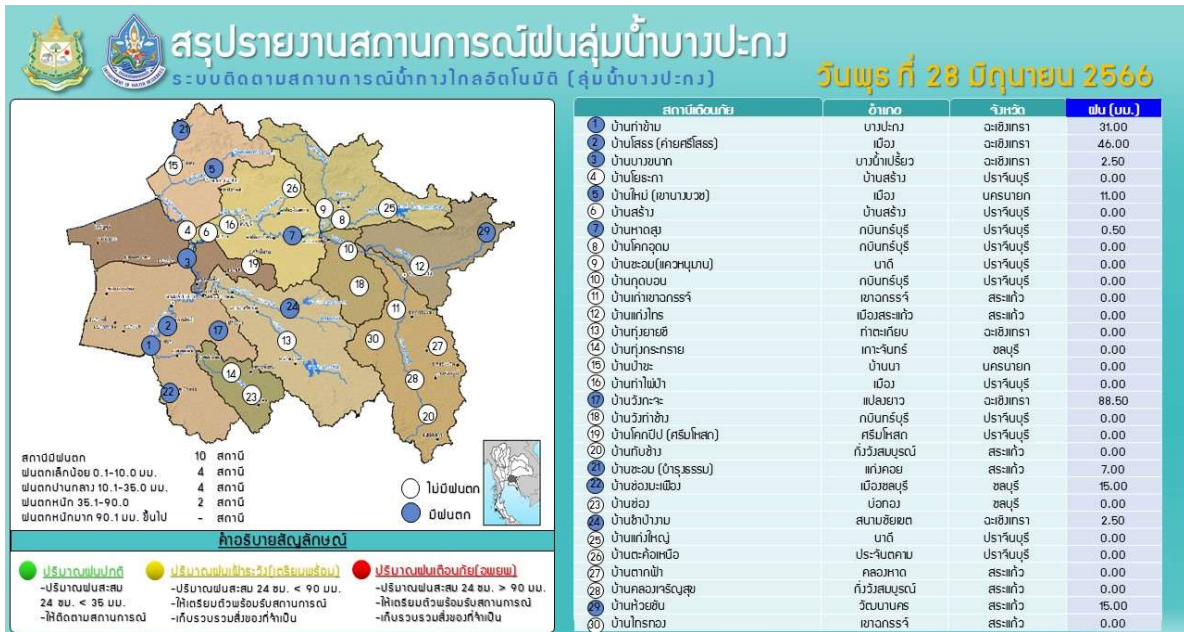 สรุปรายงานสถานการณ์ฝนลุ่มน้ำบางปะกง
ระบบติดตามสถานการณ์น้ำทางไกลอัตโนมัติ (ลุ่มน้ำบางปะกง)
วันพุธ ที่ 28 มิถุนายน 2566
สถานีเตือนภัย อำเภอ จังหวัด ฝน (มม.)
1 บ้านท่าข้าม บางปะกง ฉะเชิงเทรา 31.00
2 บ้านโสธร (ค่ายศรีโสธร) เมือง ฉะเชิงเทรา 46.00
3 บ้านบางขนาก บางน้ำเปรี้ยว ฉะเชิงเทรา 2.50
4 บ้านโยธะกา บ้านสร้าง ปราจีนบุรี 0.00
5 บ้านใหม่ (เขานางบวช) เมือง นครนายก 11.00
6 บ้านสร้าง บ้านสร้าง ปราจีนบุรี 0.00
7 บ้านหาดสูง กบินทร์บุรี ปราจีนบุรี 0.50
8 บ้านโคกอุดม กบินทร์บุรี ปราจีนบุรี 0.00
9 บ้านซะอม(แควหนุมาน) นาดี ปราจีนบุรี 0.00
10 บ้านกุดบอน กบินทร์บุรี ปราจีนบุรี 0.00
11 บ้านเก่าเขาฉกรรจ์ เขาฉกรรจ์ สระแก้ว 0.00
12 บ้านแก่งไทร เมืองสระแก้ว สระแก้ว 0.00
13 บ้านทุ่งยายชี ท่าตะเกียบ ฉะเชิงเทรา 0.00
14 บ้านทุ่งกระทราย เกาะจันทร์ ชลบุรี 0.00
15 บ้านป่าขะ บ้านนา นครนายก 0.00
16 บ้านท่าไผ่ป่า เมือง ปราจีนบุรี 0.00
17 บ้านวังกะจะ แปลงยาว ฉะเชิงเทรา 88.50
18 บ้านวังท่าช้าง กบินทร์บุรี ปราจีนบุรี 0.00
19 บ้านโคกปีป (ศรีมโหสถ) ศรีมโหสถ ปราจีนบุรี 0.00
20 บ้านทับช้าง กิ่งวังสมบูรณ์ สระแก้ว 0.00
21 บ้านซะอม (บำรุงธรรม) แก่งคอย สระแก้ว 7.00
22 บ้านช่องมะเฟือง เมืองชลบุรี ชลบุรี 15.00
23 บ้านช่อง บ่อทอง ชลบุรี 0.00
24 บ้านชำป่างาม สนามชัยเขต ฉะเชิงเทรา 2.50
25 บ้านแก่งใหญ่ นาดี ปราจีนบุรี 0.00
26 บ้านตะคร้อเหนือ ประจันตคาม ปราจีนบุรี 0.00
27 บ้านตากฟ้า คลองหาด สระแก้ว 0.00
28 บ้านคลองเจริญสุข กิ่งวังสมบูรณ์ สระแก้ว 0.00
29 บ้านห้วยชัน วัฒนานคร สระแก้ว 15.00
30 บ้านไทรทอง เขาฉกรรจ์ สระแก้ว 0.00
สถานีมีฝนตก 10 สถานี
ฝนตกเล็กน้อย 0.1-10.0 มม. 4 สถานี
ฝนตกปานกลาง 10.1-35.0 มม. 4 สถานี
ฝนตกหนัก 35.1-90.0 2 สถานี
ฝนตกหนักมาก 90.1 มม. ขึ้นไป - สถานี
ไม่มีฝนตก
มีฝนตก
คำอธิบายสัญลักษณ์
ปริมาณฝนปกติ
-ปริมาณฝนสะสม
24 ชม. < 35 มม.
-ให้ติดตามสถานการณ์
ปริมาณฝนเฝ้าระวัง(เตรียมพร้อม)
-ปริมาณฝนสะสม 24 ชม. < 90 มม.
-ให้เตรียมตัวพร้อมรับสถานการณ์
-เก็บรวบรวมสิ่งของที่จำเป็น
ปริมาณฝนเตือนภัย(อพยพ)
-ปริมาณฝนสะสม 24 ชม. > 90 มม.
-ให้เตรียมตัวพร้อมรับสถานการณ์
-เก็บรวบรวมสิ่งของที่จำเป็น